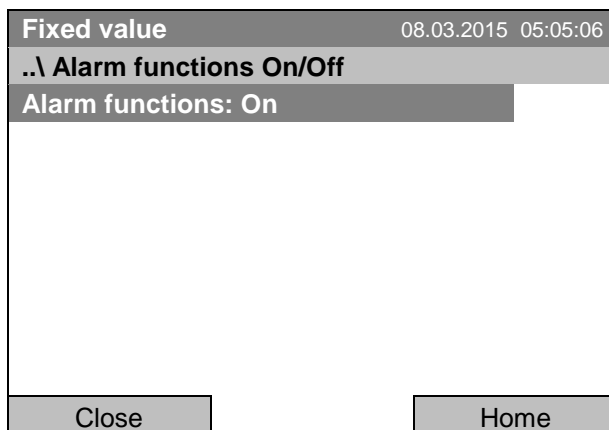 Fixed value 08.03.2015 05:05:06
..\ Alarm functions On/Off
Alarm functions: On
Close Home